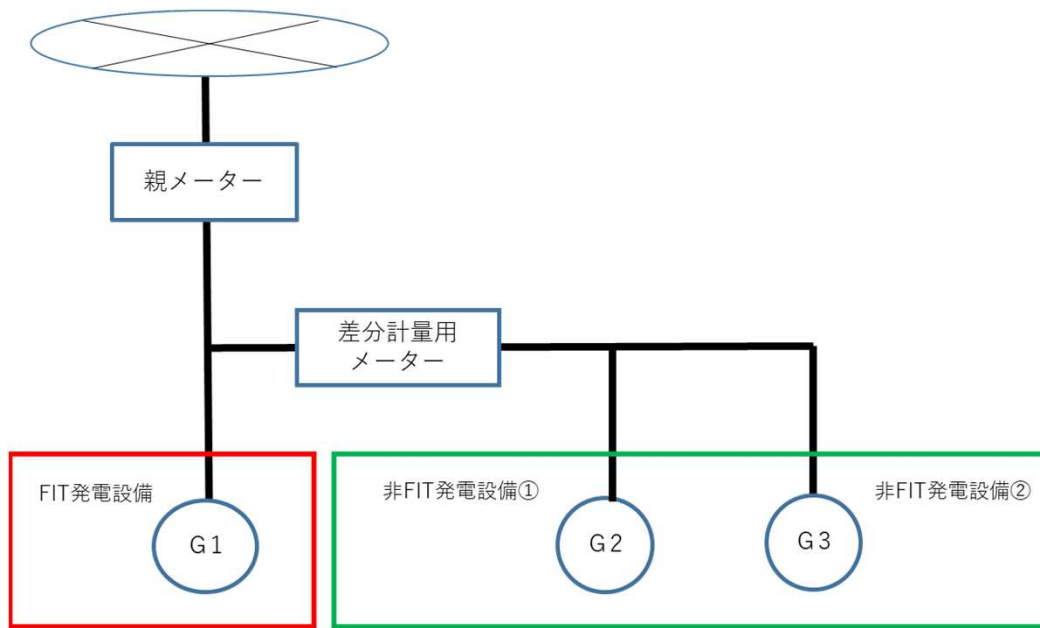 親メーター
差分計量用
メーター
FIT発電設備
非FIT発電設備①
非FIT発電設備②
G1
G2
G3